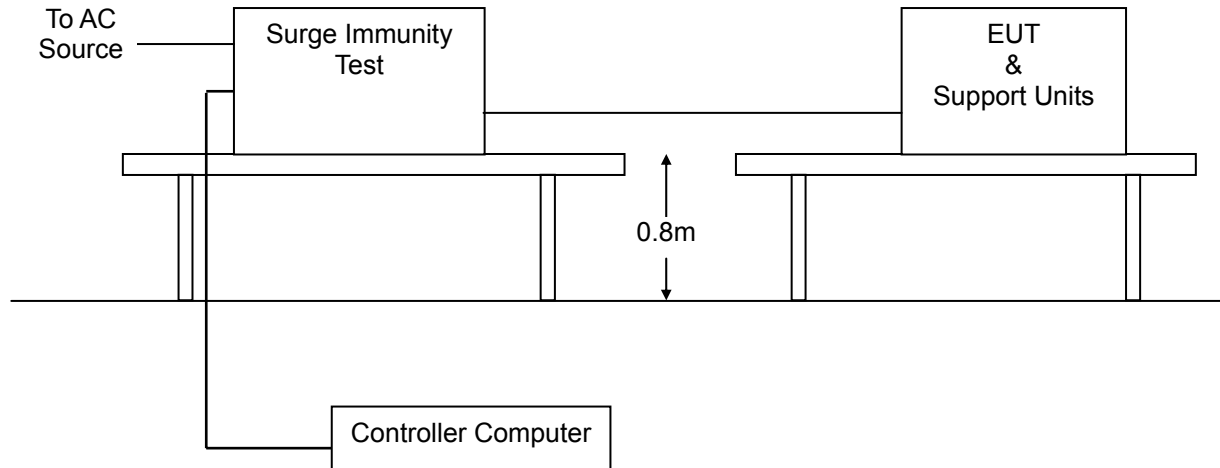 To AC
Source
Surge Immunity
Test
EUT
&
Support Units
0.8m
Controller Computer